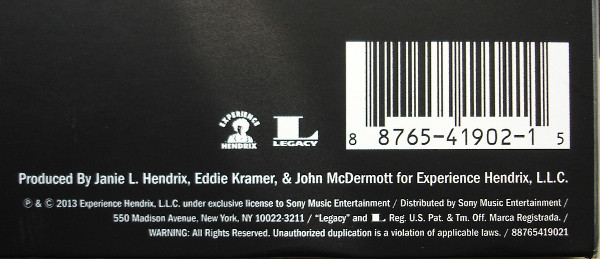 EXPERIENCE
HENDRIX
L
LEGACY
8 8765-41902-1 5
Produced By Janie L. Hendrix, Eddie Kramer, & John McDermott for Experience Hendrix, L.L.C.
℗ & © 2013 Experience Hendrix, L.L.C. under exclusive license to Sony Music Entertainment / Distributed by Sony Music Entertainment /
550 Madison Avenue, New York, NY 10022-3211 / "Legacy" and L Reg. U.S. Pat. & Tm. Off. Marca Registrada. /
WARNING: All Rights Reserved. Unauthorized duplication is a violation of applicable laws. / 88765419021